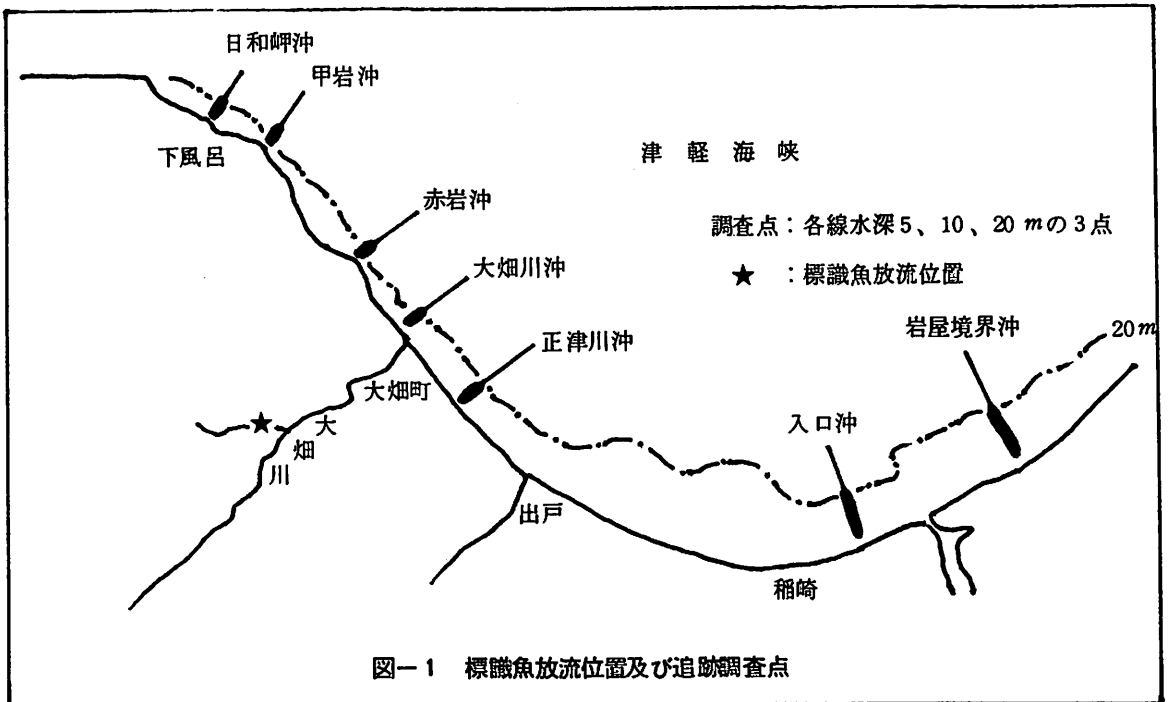 日和岬沖
甲岩沖
下風呂
津軽海峡
赤岩沖
調査点：各線水深5、10、20mの3点
大畑川沖
★：標識魚放流位置
正津川沖
岩屋境界沖
20m
大畑町
大畑川
入口沖
出戸
稲崎
図－1 標識魚放流位置及び追跡調査点